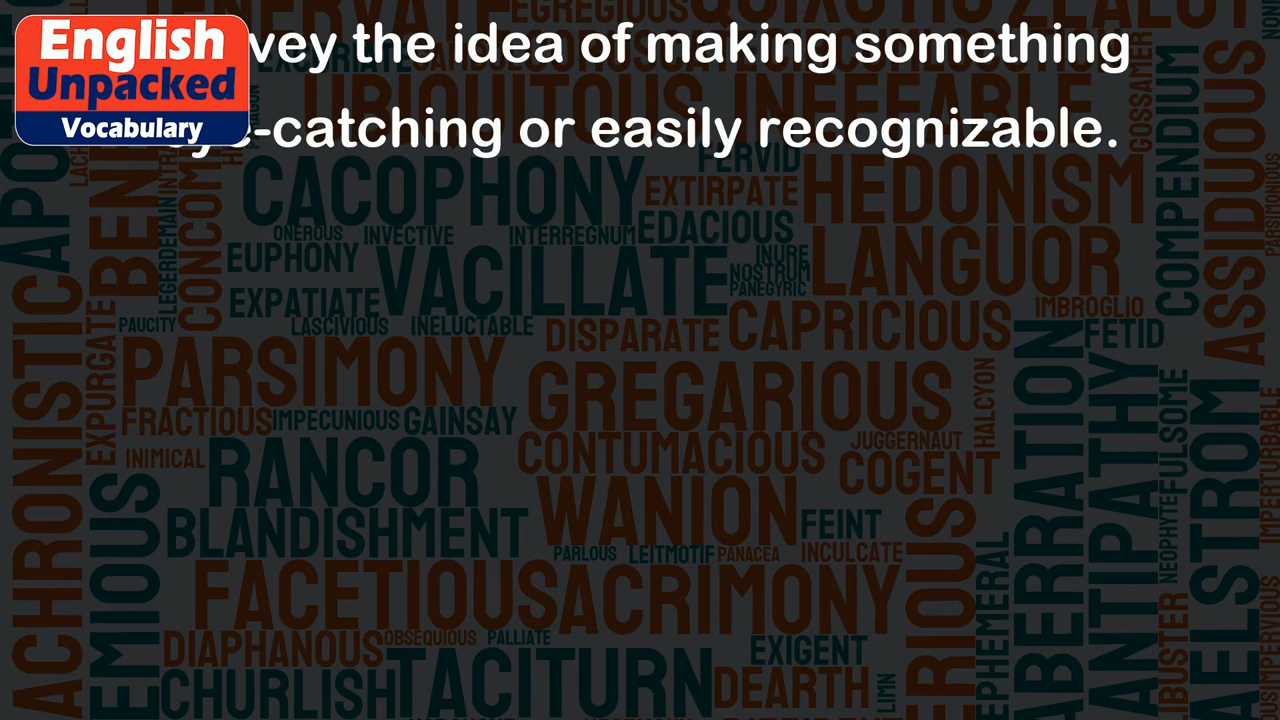 English
Unpacked
Vocabulary
vey the idea of making something
eye-catching or easily recognizable.
EGREGIOUS
UBIQUITOUS
INEFFABLE
GOSSAMER
COMPENDIUM
ASSIDUOUS
PARSIMONIOUS
CACOPHONY
FERVID
EXTIRPATE
HEDONISM
ONEROUS
INVECTIVE
INTERREGNUM
EDACIOUS
LEGERDEMAIN
EUPHONY
VACILLATE
INURE
NOSTRUM
PANEGYRIC
LANGUOR
EXPATIATE
PAUCITY
LASCIVIOUS
INELUCTABLE
DISPARATE
CAPRICIOUS
IMBROGLIO
FETID
EXPURGATE
PARSIMONY
GREGARIOUS
HALCYON
ABERRATION
ANTIPATHY
FULSOME
NEOPHYTE
IMPERTURBABLE
FRACTIOUS
IMPECUNIOUS
GAINSAY
CONTUMACIOUS
JUGGERNAUT
COGENT
INIMICAL
RANCOR
WANION
BLANDISHMENT
FEINT
PARLOUS
LEITMOTIF
PANACEA
INCULCATE
FACETIOUS
ACRIMONY
EPHEMERAL
DIAPHANOUS
OBSEQUIOUS
PALLIATE
EXIGENT
CHURLISH
TACITURN
DEARTH
LIMN
IMPERVIOUS